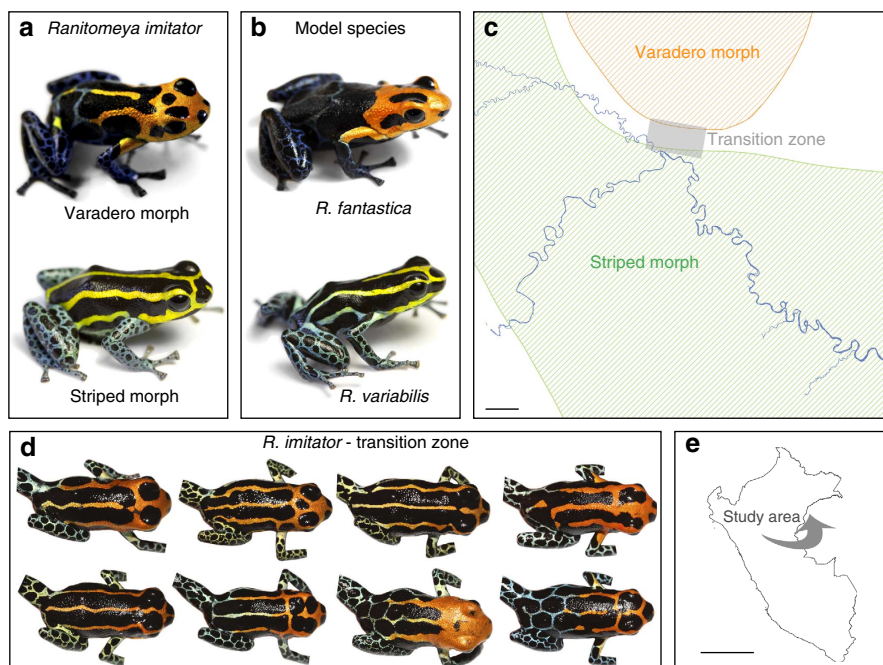 a
Ranitomeya imitator
Varadero morph
Striped morph
b
Model species
R. fantastica
R. variabilis
c
Varadero morph
Transition zone
Striped morph
d
R. imitator - transition zone
e
Study area